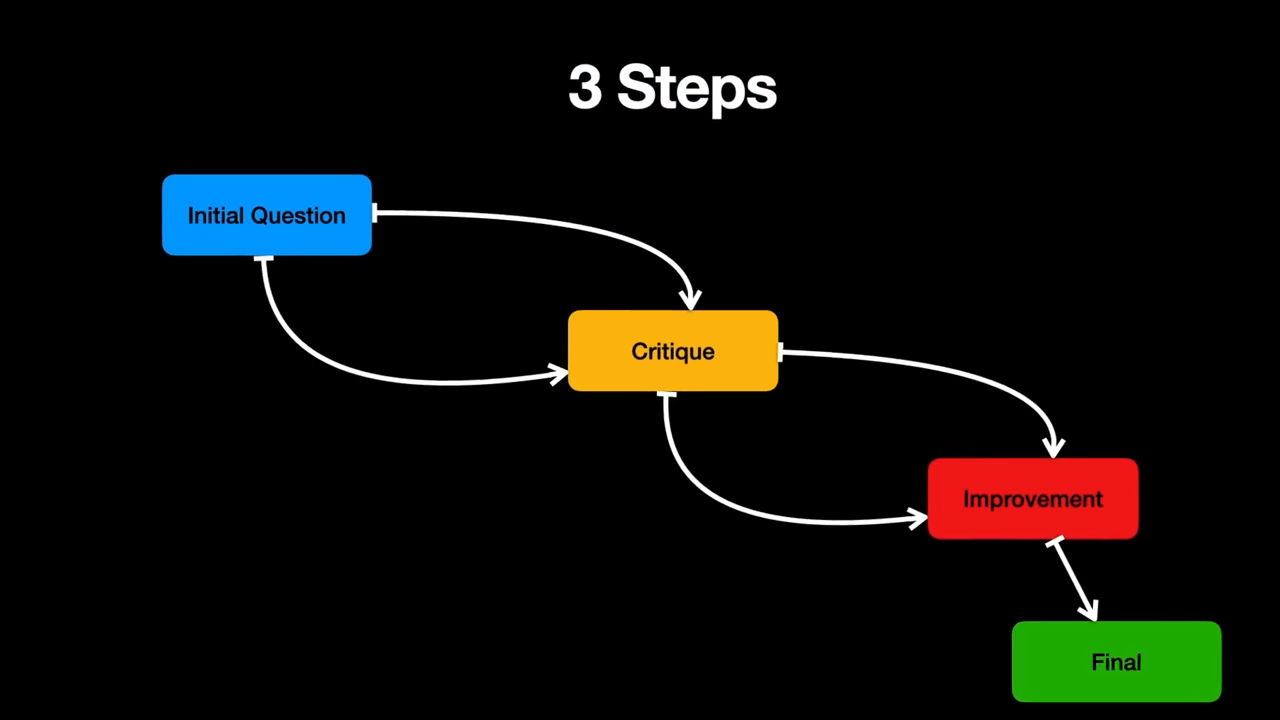 3 Steps
Initial Question
Critique
Improvement
Final